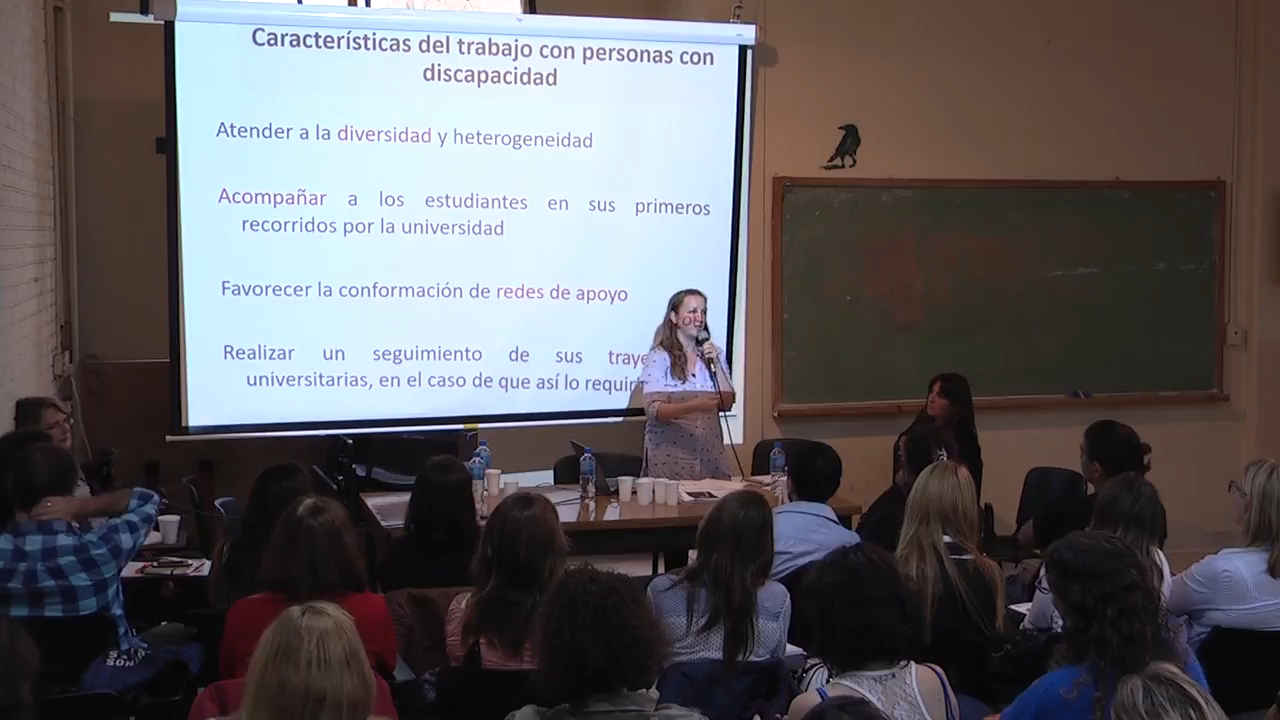 Características del trabajo con personas con
discapacidad
Atender a la diversidad y heterogeneidad
Acompañar a los estudiantes en sus primeros
recorridos por la universidad
Favorecer la conformación de redes de apoyo
Realizar un seguimiento de sus traye
universitarias, en el caso de que así lo requir